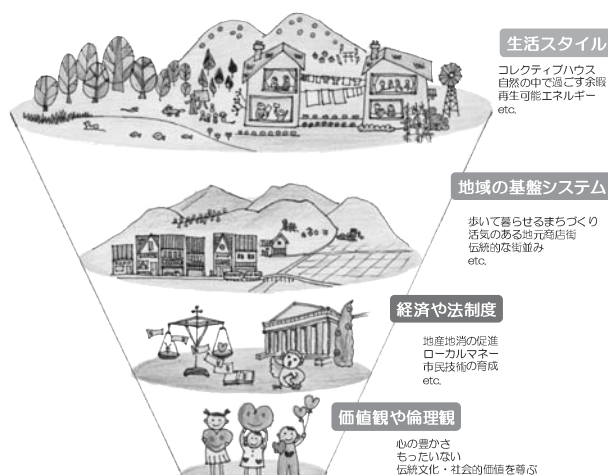 生活スタイル
コレクティブハウス
自然の中で過ごす余暇
再生可能エネルギー
etc.
地域の基盤システム
歩いて暮らせるまちづくり
活気のある地元商店街
伝統的な街並み
etc.
経済や法制度
地産地消の促進
ローカルマネー
市民技術の育成
etc.
価値観や倫理観
心の豊かさ
もったいない
伝統文化・社会的価値を尊ぶ